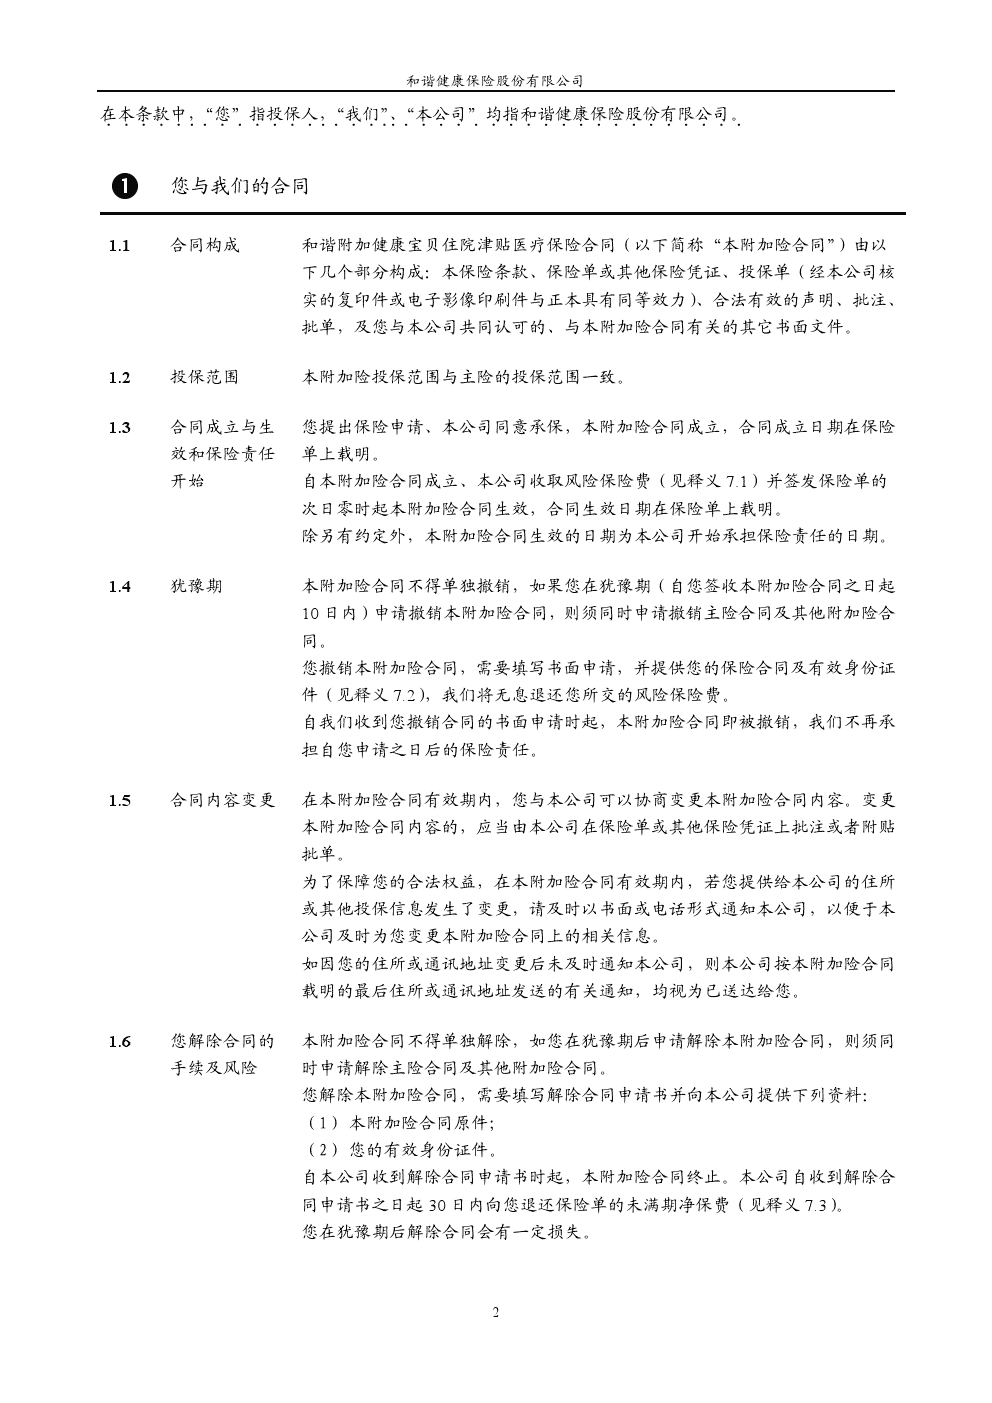 和谐健康保险股份有限公司
在本条款中，“您”指投保人，“我们”、“本公司”均指和谐健康保险股份有限公司。
1 您与我们的合同
1.1 合同构成 和谐附加健康宝贝住院津贴医疗保险合同（以下简称“本附加险合同”）由以
下几个部分构成：本保险条款、保险单或其他保险凭证、投保单（经本公司核
实的复印件或电子影像印刷件与正本具有同等效力）、合法有效的声明、批注、
批单，及您与本公司共同认可的、与本附加险合同有关的其它书面文件。
1.2 投保范围 本附加险投保范围与主险的投保范围一致。
1.3 合同成立与生 您提出保险申请、本公司同意承保，本附加险合同成立，合同成立日期在保险
效和保险责任 单上载明。
开始 自本附加险合同成立、本公司收取风险保险费（见释义 7.1）并签发保险单的
次日零时起本附加险合同生效，合同生效日期在保险单上载明。
除另有约定外，本附加险合同生效的日期为本公司开始承担保险责任的日期。
1.4 犹豫期 本附加险合同不得单独撤销，如果您在犹豫期（自您签收本附加险合同之日起
10 日内）申请撤销本附加险合同，则须同时申请撤销主险合同及其他附加险合
同。
您撤销本附加险合同，需要填写书面申请，并提供您的保险合同及有效身份证
件（见释义 7.2），我们将无息退还您所交的风险保险费。
自我们收到您撤销合同的书面申请时起，本附加险合同即被撤销，我们不再承
担自您申请之日后的保险责任。
1.5 合同内容变更 在本附加险合同有效期内，您与本公司可以协商变更本附加险合同内容。变更
本附加险合同内容的，应当由本公司在保险单或其他保险凭证上批注或者附贴
批单。
为了保障您的合法权益，在本附加险合同有效期内，若您提供给本公司的住所
或其他投保信息发生了变更，请及时以书面或电话形式通知本公司，以便于本
公司及时为您变更本附加险合同上的相关信息。
如因您的住所或通讯地址变更后未及时通知本公司，则本公司按本附加险合同
载明的最后住所或通讯地址发送的有关通知，均视为已送达给您。
1.6 您解除合同的 本附加险合同不得单独解除，如您在犹豫期后申请解除本附加险合同，则须同
手续及风险 时申请解除主险合同及其他附加险合同。
您解除本附加险合同，需要填写解除合同申请书并向本公司提供下列资料：
（1） 本附加险合同原件；
（2） 您的有效身份证件。
自本公司收到解除合同申请书时起，本附加险合同终止。本公司自收到解除合
同申请书之日起 30 日内向您退还保险单的未满期净保费（见释义 7.3）。
您在犹豫期后解除合同会有一定损失。
2